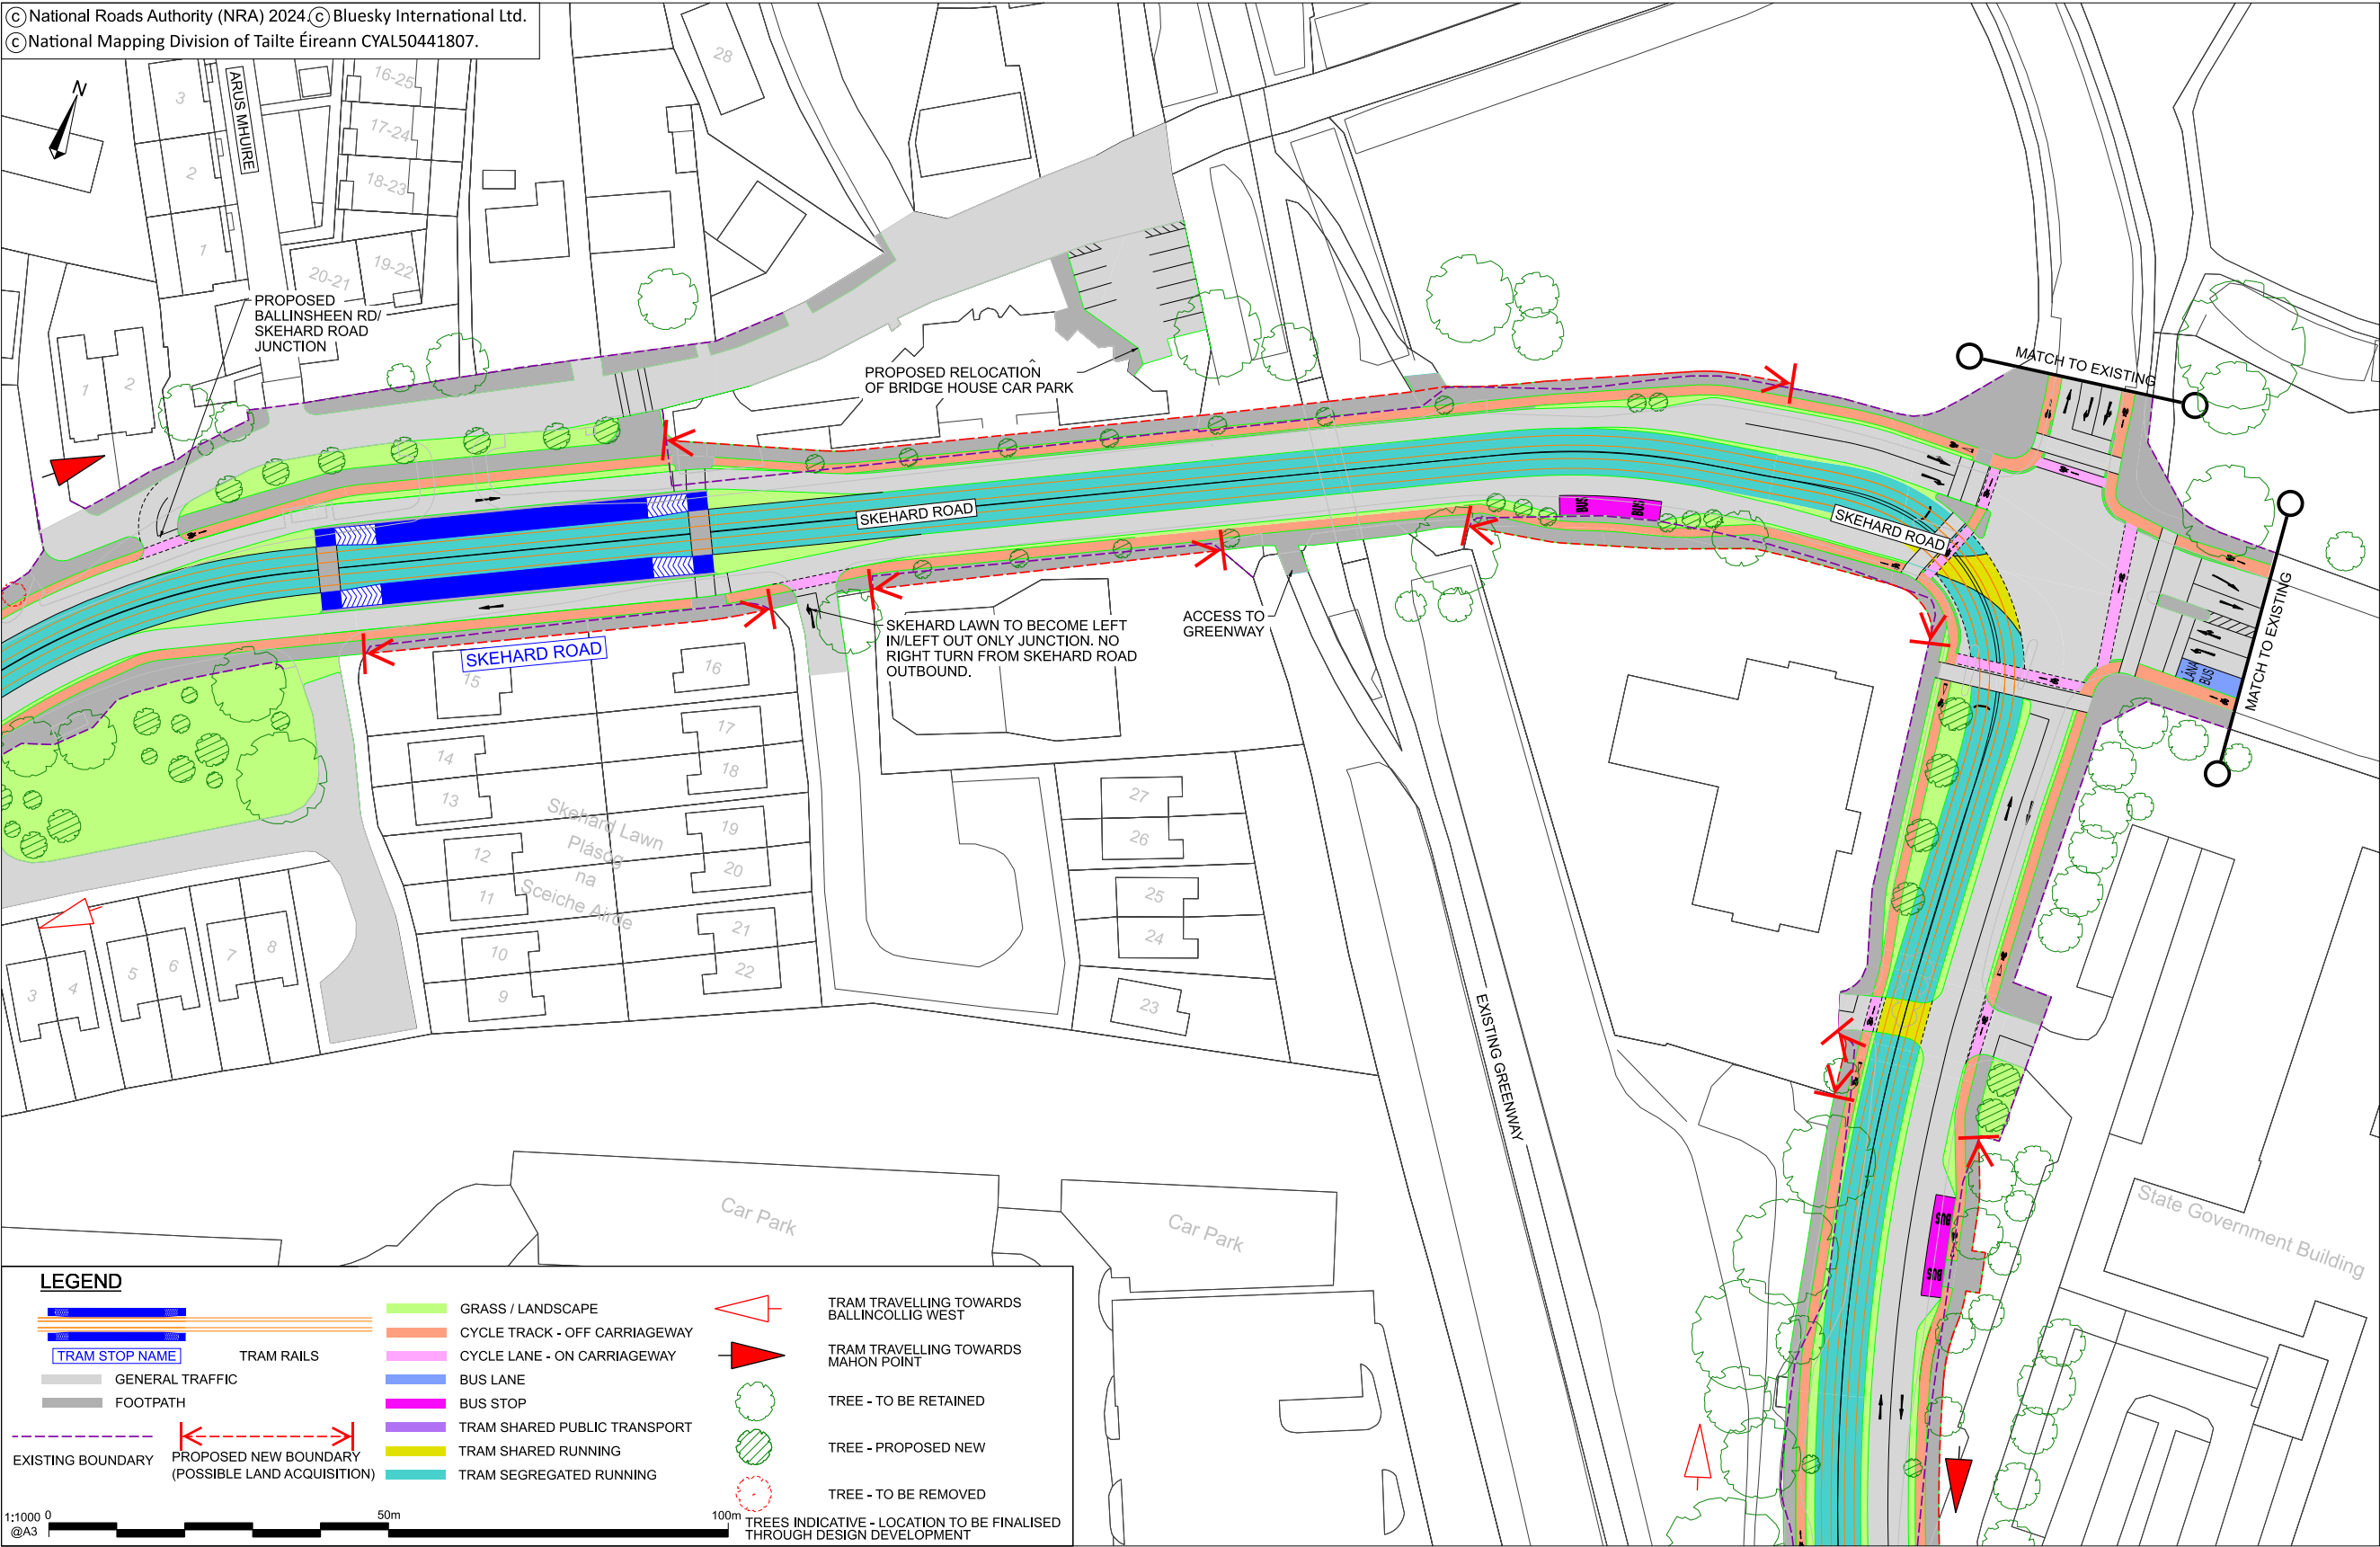 © National Roads Authority (NRA) 2024. © Bluesky International Ltd.
© National Mapping Division of Tailte Éireann CYAL50441807.
N
3
2
1
ARUS MHUIRE
16-25
17-24
18-23
19-22
20-21
28
1
2
PROPOSED
BALLINSHEEN RD/
SKEHARD ROAD
JUNCTION
PROPOSED RELOCATION
OF BRIDGE HOUSE CAR PARK
MATCH TO EXISTING
SKEHARD ROAD
BUS
BUS
SKEHARD ROAD
MATCH TO EXISTING
LÁNA
BUS
SKEHARD ROAD
SKEHARD LAWN TO BECOME LEFT
IN/LEFT OUT ONLY JUNCTION. NO
RIGHT TURN FROM SKEHARD ROAD
OUTBOUND.
ACCESS TO
GREENWAY
15
16
14
13
17
18
12
11
19
20
10
9
21
22
Skehard Lawn
Plásóg
na
Sceiche Airde
27
26
25
24
23
3
4
5
6
7
8
EXISTING GREENWAY
Car Park
Car Park
BUS
BUS
State Government Building
LEGEND
TRAM STOP NAME
TRAM RAILS
GENERAL TRAFFIC
FOOTPATH
EXISTING BOUNDARY
PROPOSED NEW BOUNDARY
(POSSIBLE LAND ACQUISITION)
GRASS / LANDSCAPE
CYCLE TRACK - OFF CARRIAGEWAY
CYCLE LANE - ON CARRIAGEWAY
BUS LANE
BUS STOP
TRAM SHARED PUBLIC TRANSPORT
TRAM SHARED RUNNING
TRAM SEGREGATED RUNNING
TRAM TRAVELLING TOWARDS
BALLINCOLLIG WEST
TRAM TRAVELLING TOWARDS
MAHON POINT
TREE - TO BE RETAINED
TREE - PROPOSED NEW
TREE - TO BE REMOVED
TREES INDICATIVE - LOCATION TO BE FINALISED
THROUGH DESIGN DEVELOPMENT
1:1000
@A3
0
50m
100m